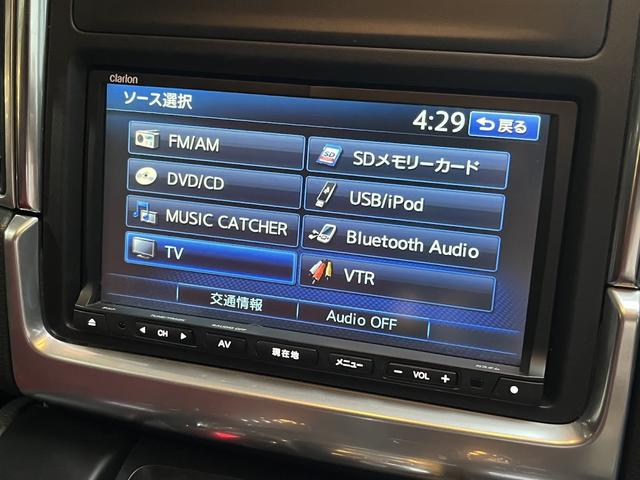 clarion
ソース選択
4:29 戻る
FM/AM
SDメモリーカード
DVD/CD
USB/iPod
MUSIC CATCHER
Bluetooth Audio
TV
VTR
交通情報
Audio OFF
CH
AV
現在地
メニュー
− VOL +